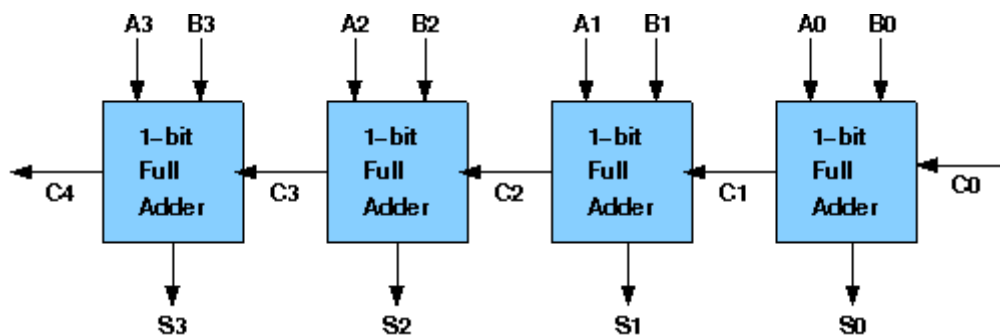 A3 B3 A2 B2 A1 B1 A0 B0
1-bit 1-bit 1-bit 1-bit
Full Full Full Full
Adder Adder Adder Adder
C4 C3 C2 C1 C0
S3 S2 S1 S0